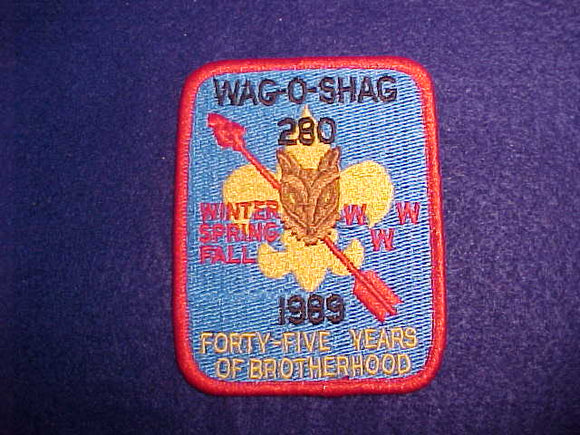 WAG-O-SHAG
280
WINTER
SPRING
FALL
W W
W
1989
FORTY-FIVE YEARS
OF BROTHERHOOD